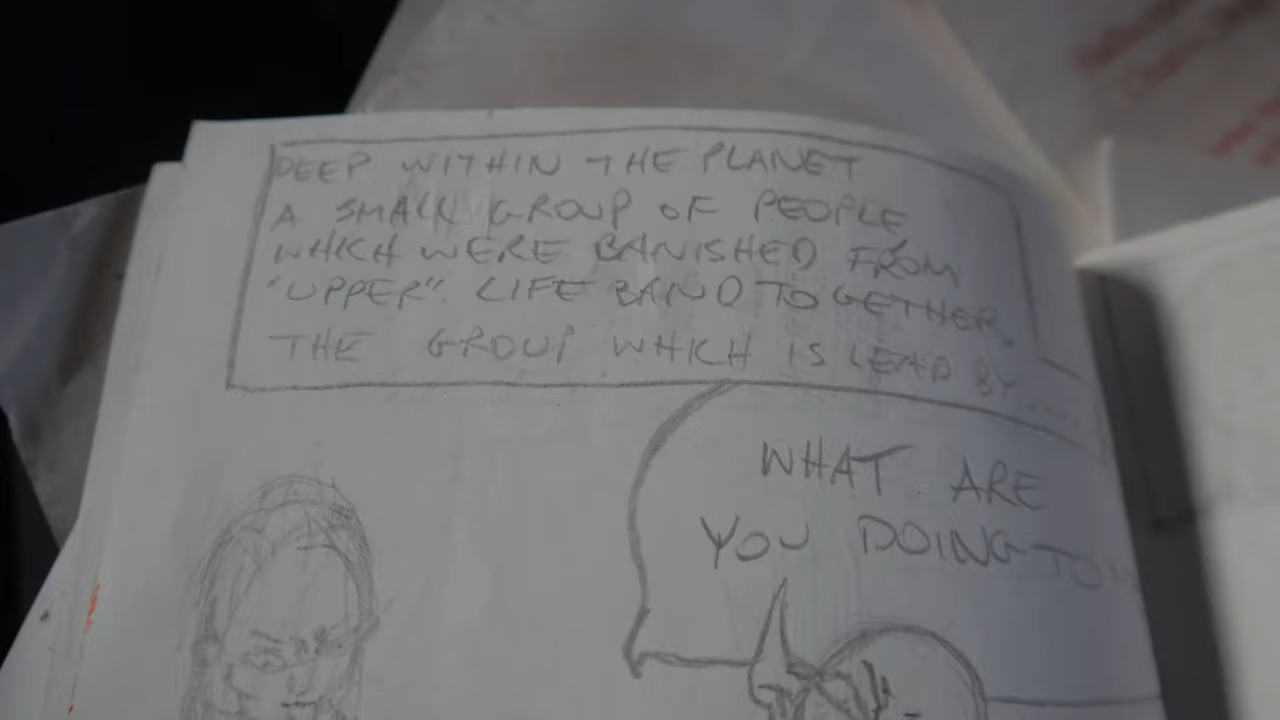 DEEP WITHIN THE PLANET
A SMALL GROUP OF PEOPLE
WHICH WERE BANISHED FROM
"UPPER" LIFE BAND TOGETHER.
THE GROUP WHICH IS LEAD BY....
WHAT ARE
YOU DOING